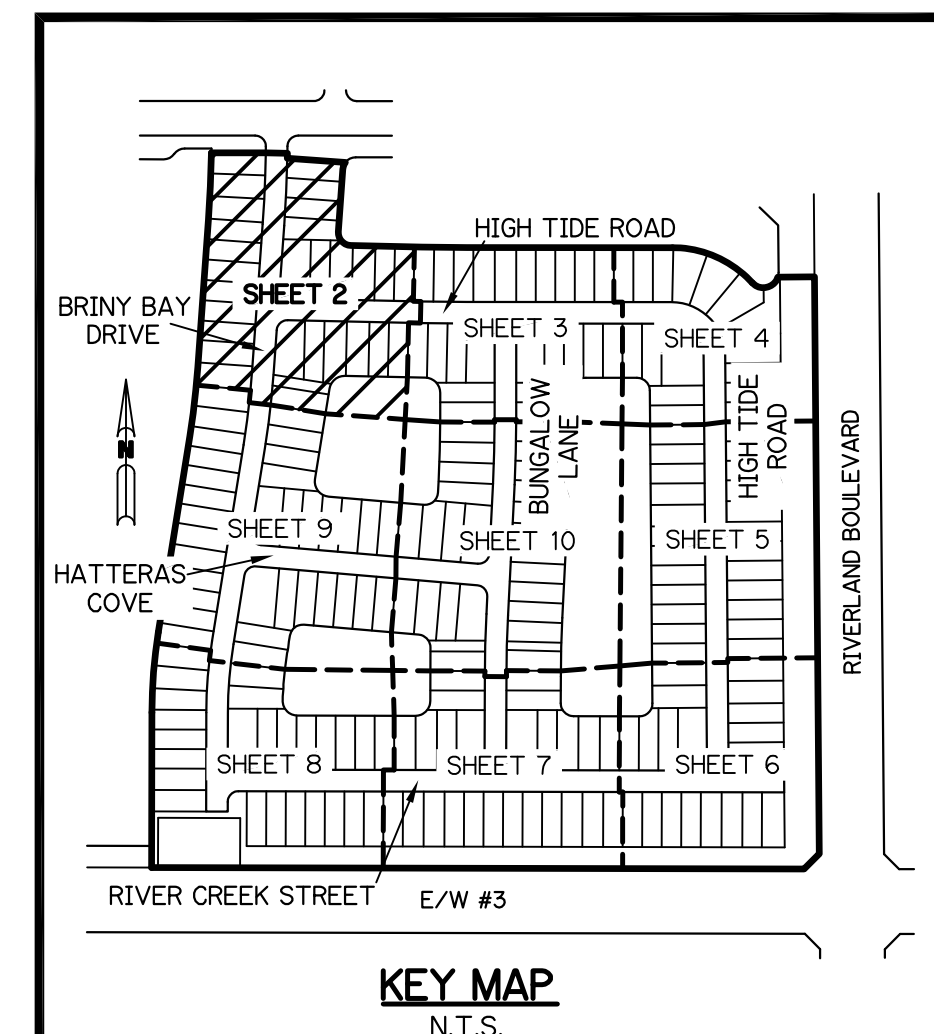 HIGH TIDE ROAD
SHEET 2
BRINY BAY
DRIVE
SHEET 3
SHEET 4
BUNGALOW
LANE
HIGH TIDE
ROAD
RIVERLAND BOULEVARD
N
SHEET 9
SHEET 10
SHEET 5
HATTERAS
COVE
SHEET 8
SHEET 7
SHEET 6
RIVER CREEK STREET
E/W #3
KEY MAP
N.T.S.